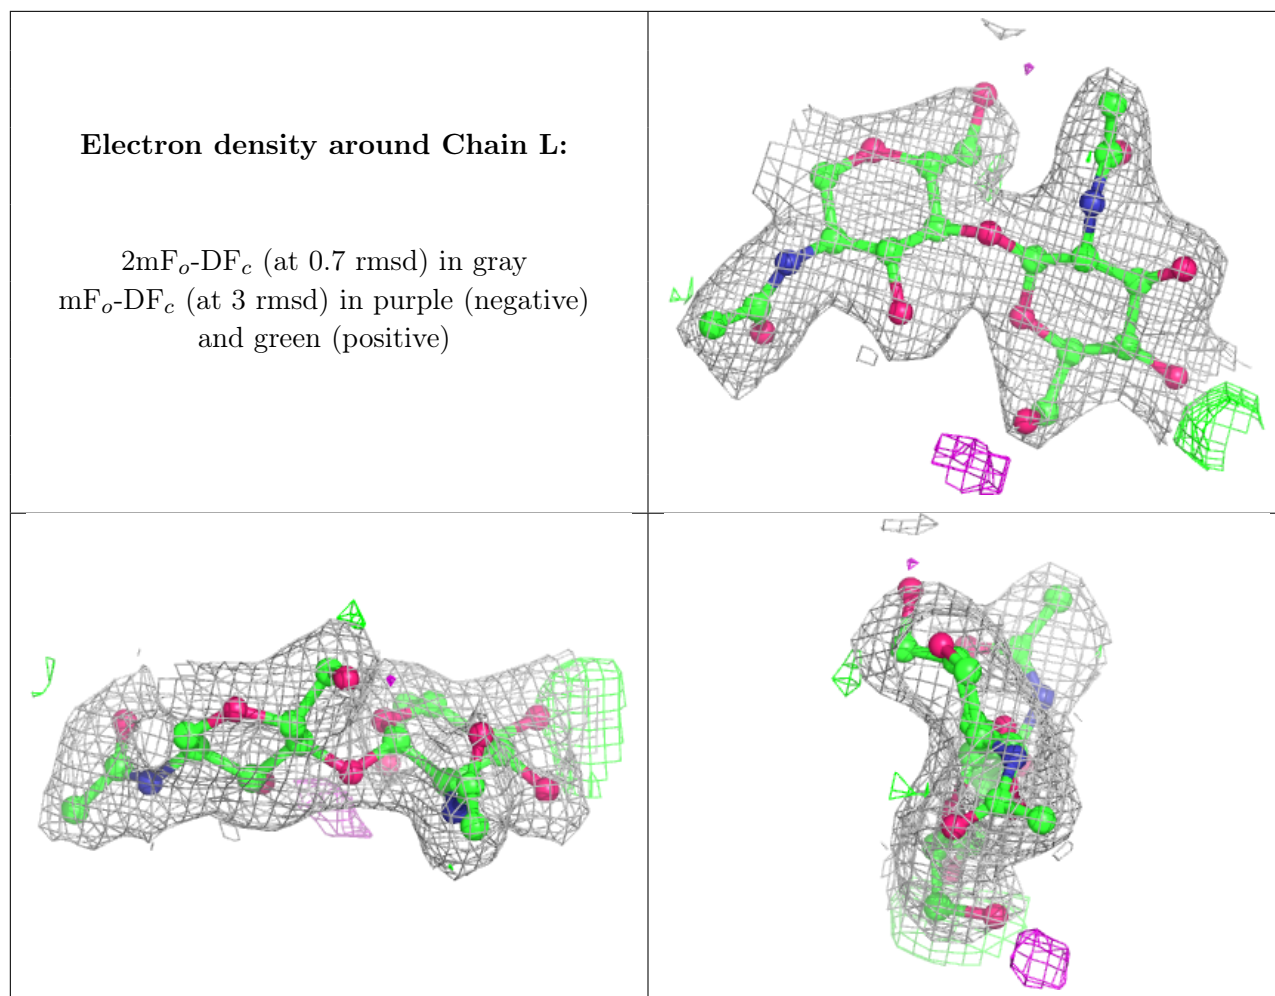 Electron density around Chain L:
2mFₒ-DF𝒸 (at 0.7 rmsd) in gray
mFₒ-DF𝒸 (at 3 rmsd) in purple (negative)
and green (positive)